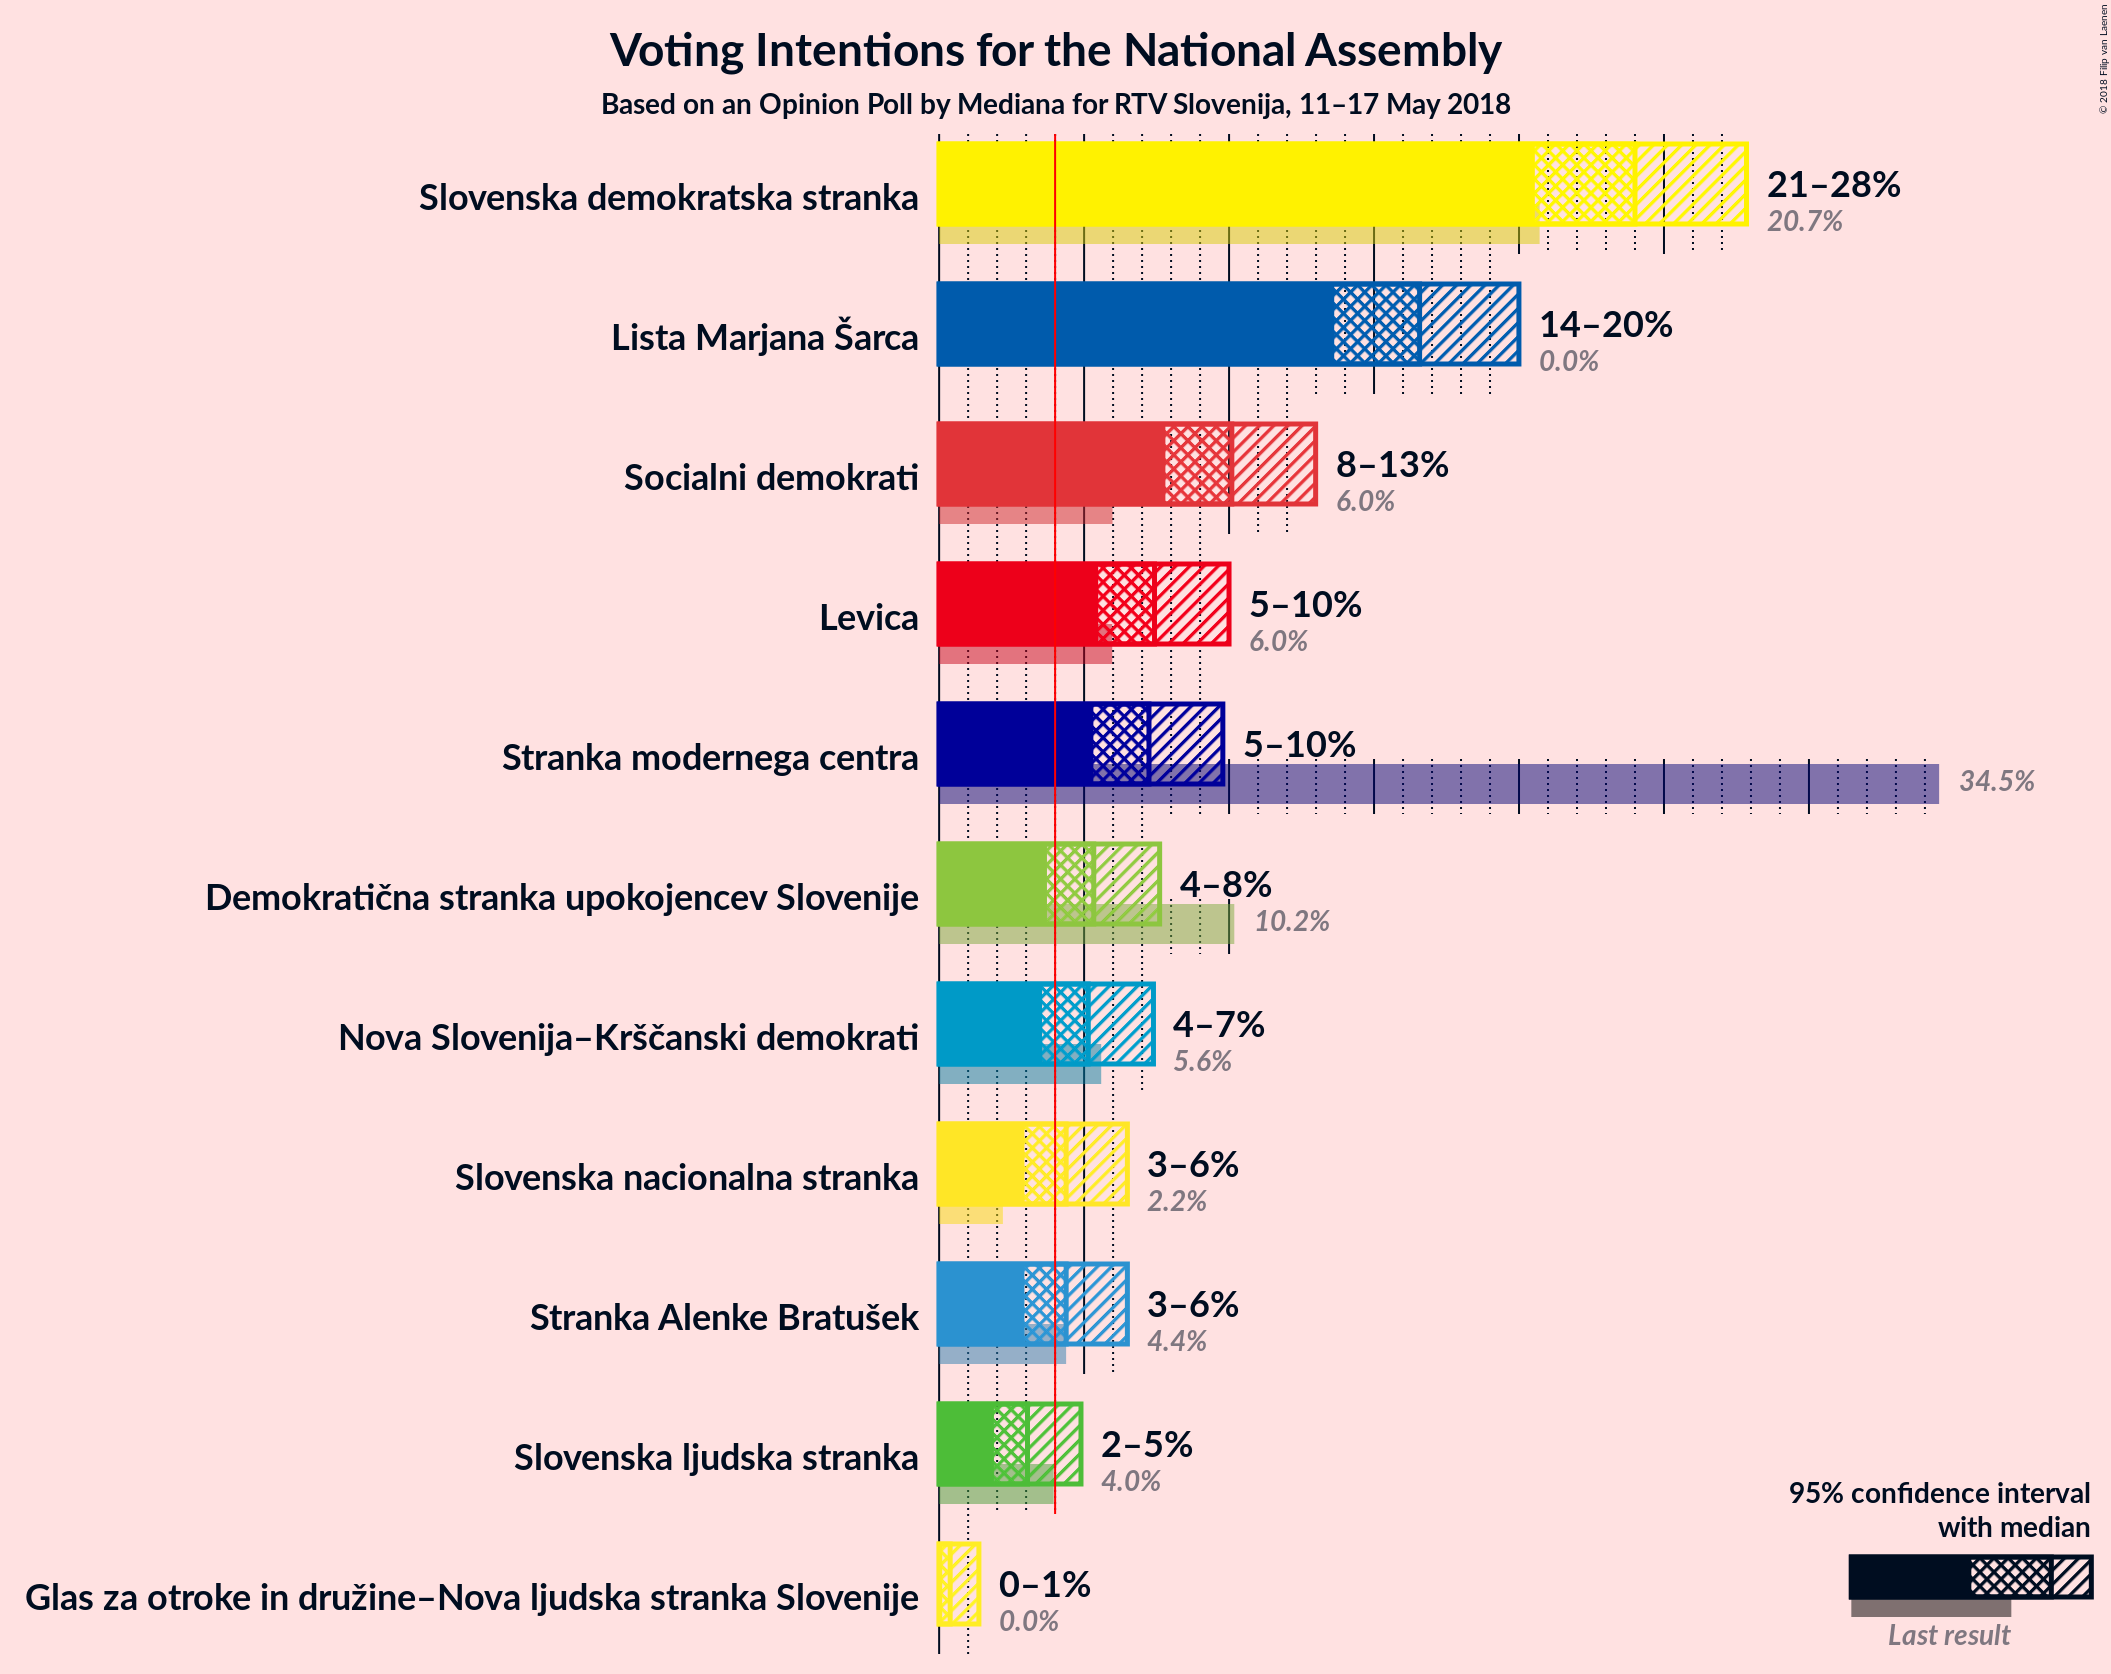 Voting Intentions for the National Assembly
Based on an Opinion Poll by Mediana for RTV Slovenija, 11–17 May 2018
© 2018 Filip van Laenen
Slovenska demokratska stranka
21–28%
20.7%
Lista Marjana Šarca
14–20%
0.0%
Socialni demokrati
8–13%
6.0%
Levica
5–10%
6.0%
Stranka modernega centra
5–10%
34.5%
Demokratična stranka upokojencev Slovenije
4–8%
10.2%
Nova Slovenija–Krščanski demokrati
4–7%
5.6%
Slovenska nacionalna stranka
3–6%
2.2%
Stranka Alenke Bratušek
3–6%
4.4%
Slovenska ljudska stranka
2–5%
4.0%
Glas za otroke in družine–Nova ljudska stranka Slovenije
0–1%
0.0%
95% confidence interval
with median
Last result